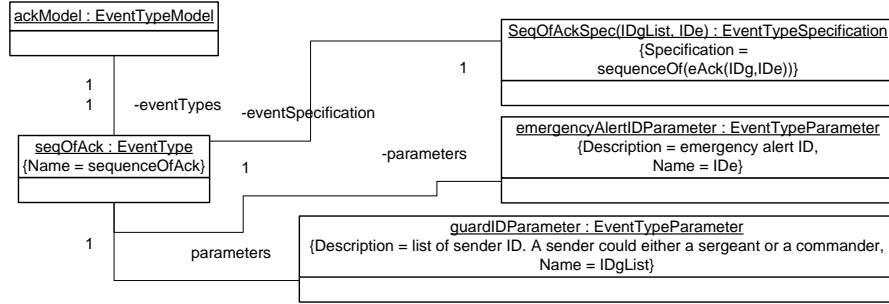 ackModel : EventTypeModel
SeqOfAckSpec(IDgList, IDe) : EventTypeSpecification
{Specification =
sequenceOf(eAck(IDg,IDe))}
1
1
1
-eventTypes
-eventSpecification
seqOfAck : EventType
{Name = sequenceOfAck}
emergencyAlertIDParameter : EventTypeParameter
{Description = emergency alert ID,
Name = IDe}
-parameters
1
guardIDParameter : EventTypeParameter
{Description = list of sender ID. A sender could either a sergeant or a commander,
Name = IDgList}
1
parameters